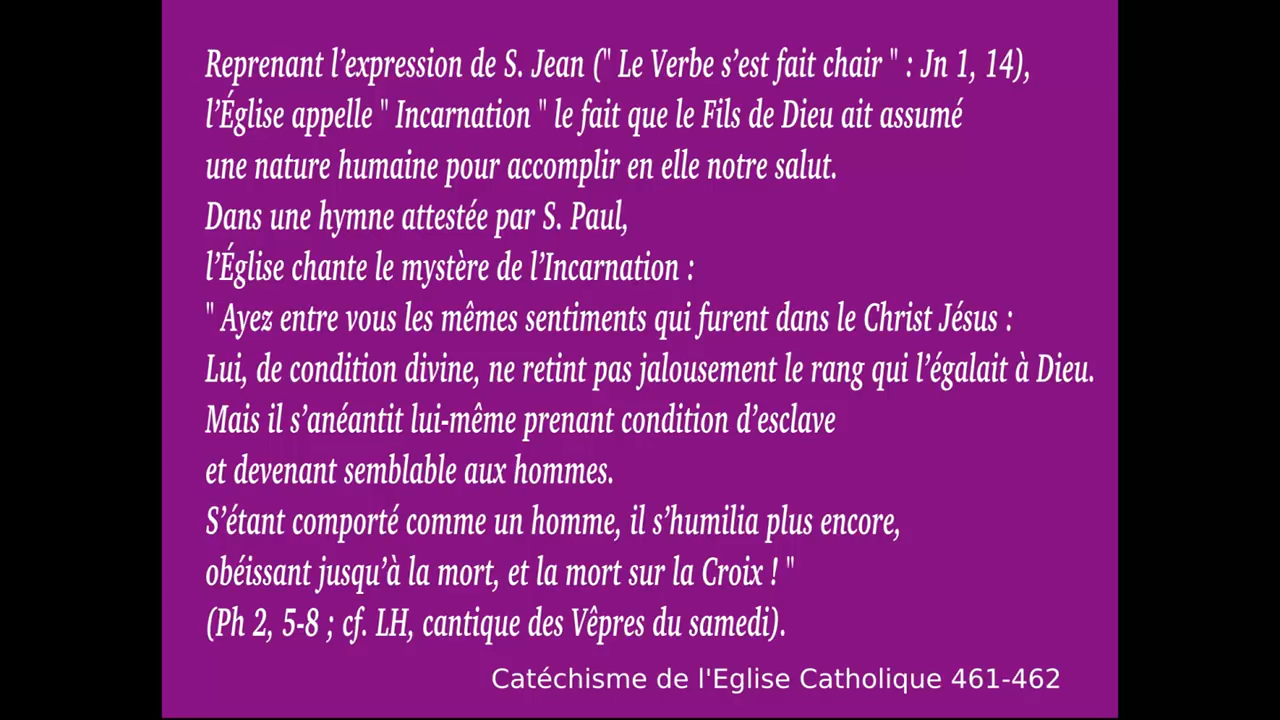 Reprenant l’expression de S. Jean (" Le Verbe s’est fait chair " : Jn 1, 14),
l’Église appelle " Incarnation " le fait que le Fils de Dieu ait assumé
une nature humaine pour accomplir en elle notre salut.
Dans une hymne attestée par S. Paul,
l’Église chante le mystère de l’Incarnation :
" Ayez entre vous les mêmes sentiments qui furent dans le Christ Jésus :
Lui, de condition divine, ne retint pas jalousement le rang qui l’égalait à Dieu.
Mais il s’anéantit lui-même prenant condition d’esclave
et devenant semblable aux hommes.
S’étant comporté comme un homme, il s’humilia plus encore,
obéissant jusqu’à la mort, et la mort sur la Croix ! "
(Ph 2, 5-8 ; cf. LH, cantique des Vêpres du samedi).
Catéchisme de l'Eglise Catholique 461-462